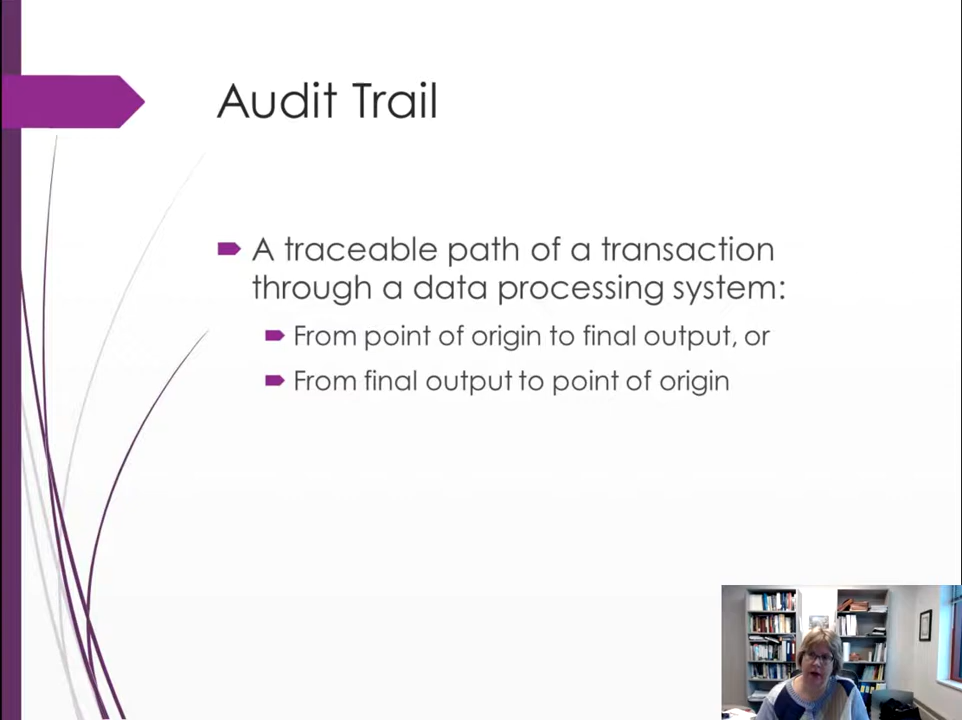 Audit Trail
A traceable path of a transaction
through a data processing system:
From point of origin to final output, or
From final output to point of origin